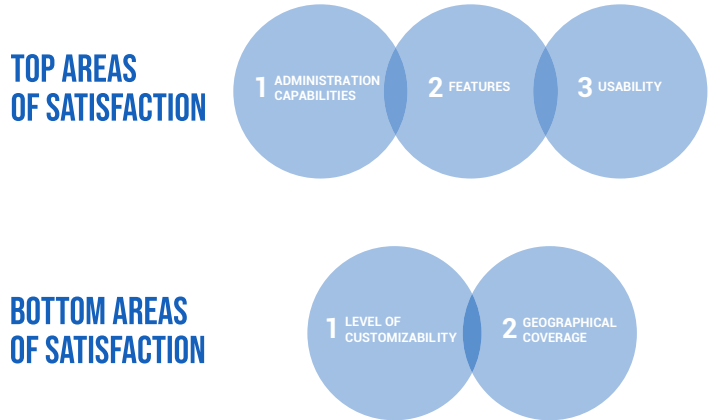 TOP AREAS
OF SATISFACTION
1 ADMINISTRATION
CAPABILITIES
2 FEATURES
3 USABILITY
BOTTOM AREAS
OF SATISFACTION
1 LEVEL OF
CUSTOMIZABILITY
2 GEOGRAPHICAL
COVERAGE